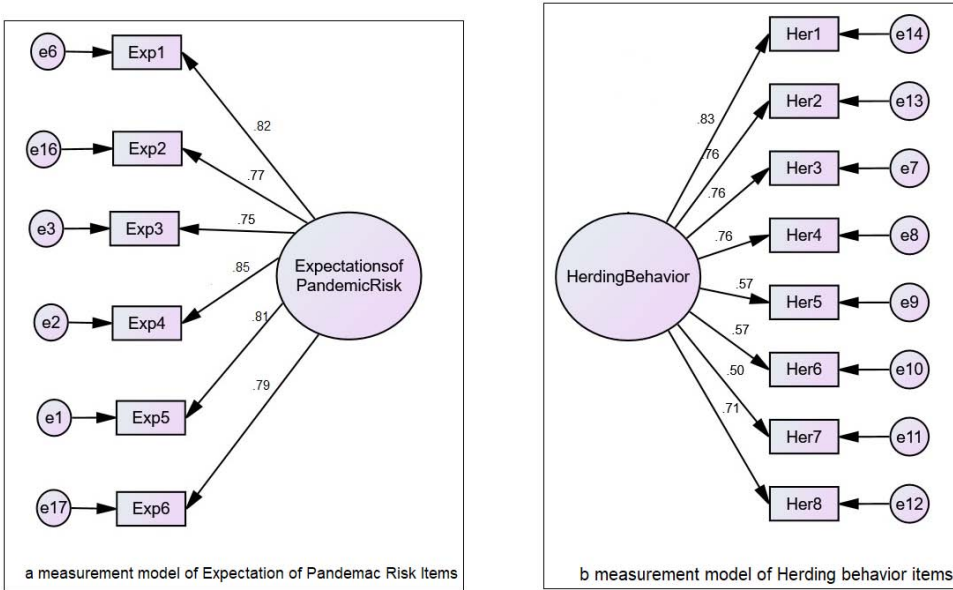 e6
Exp1
.82
e16
Exp2
.77
e3
Exp3
.75
Expectationsof
PandemicRisk
.85
e2
Exp4
.81
e1
Exp5
.79
e17
Exp6
a measurement model of Expectation of Pandemac Risk Items
Her1
e14
.83
Her2
e13
.76
Her3
e7
.76
HerdingBehavior
Her4
e8
.76
Her5
e9
.57
Her6
e10
.57
Her7
e11
.50
Her8
e12
.71
b measurement model of Herding behavior items